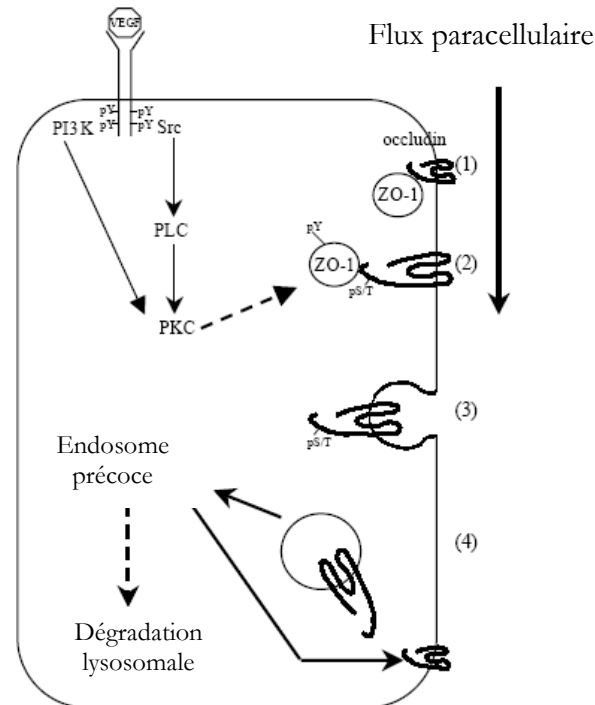 VEGF
Flux paracellulaire
pY pY
PI3K pY pY Src
occludin
(1)
ZO-1
pY
PLC
ZO-1
(2)
pS/T
PKC
(3)
pS/T
Endosome
précoce
(4)
Dégradation
lysosomale